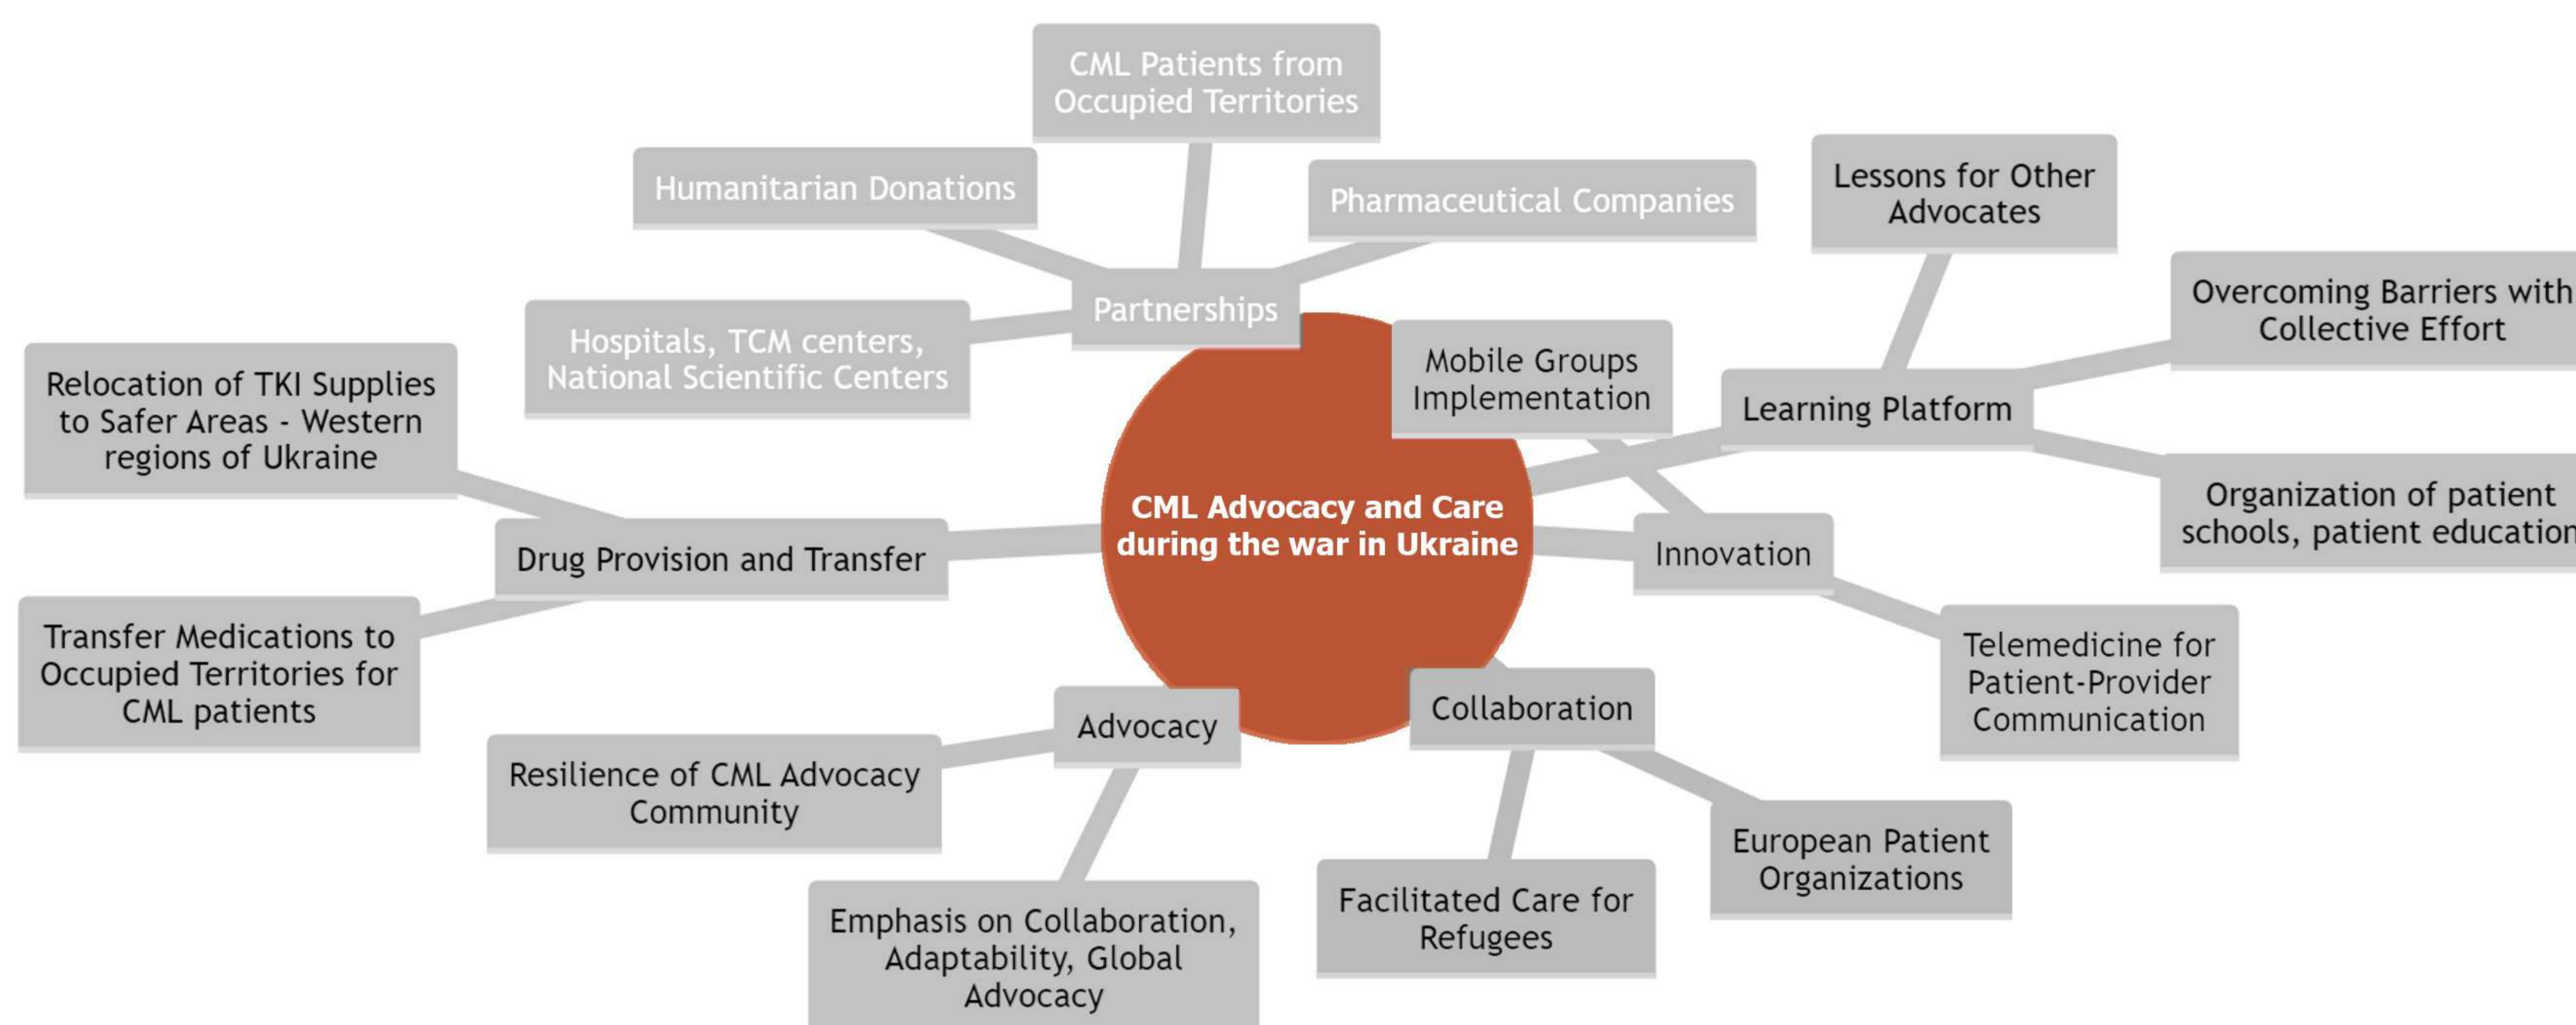 CML Patients from
Occupied Territories
Humanitarian Donations
Pharmaceutical Companies
Partnerships
Hospitals, TCM centers,
National Scientific Centers
Lessons for Other
Advocates
Overcoming Barriers with
Collective Effort
Mobile Groups
Implementation
Learning Platform
Organization of patient
schools, patient education
Relocation of TKI Supplies
to Safer Areas - Western
regions of Ukraine
CML Advocacy and Care
during the war in Ukraine
Drug Provision and Transfer
Innovation
Transfer Medications to
Occupied Territories for
CML patients
Telemedicine for
Patient-Provider
Communication
Advocacy
Collaboration
Resilience of CML Advocacy
Community
European Patient
Organizations
Emphasis on Collaboration,
Adaptability, Global
Advocacy
Facilitated Care for
Refugees